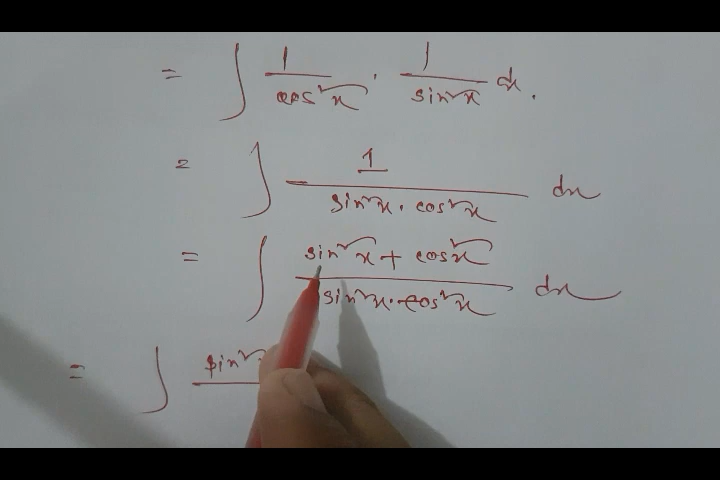 = ∫ 1/cos²x · 1/sin²x dx.
= ∫ 1/sin²x · cos²x dx
= ∫ sin²x + cos²x/sin²x · cos²x dx
= ∫ sin²